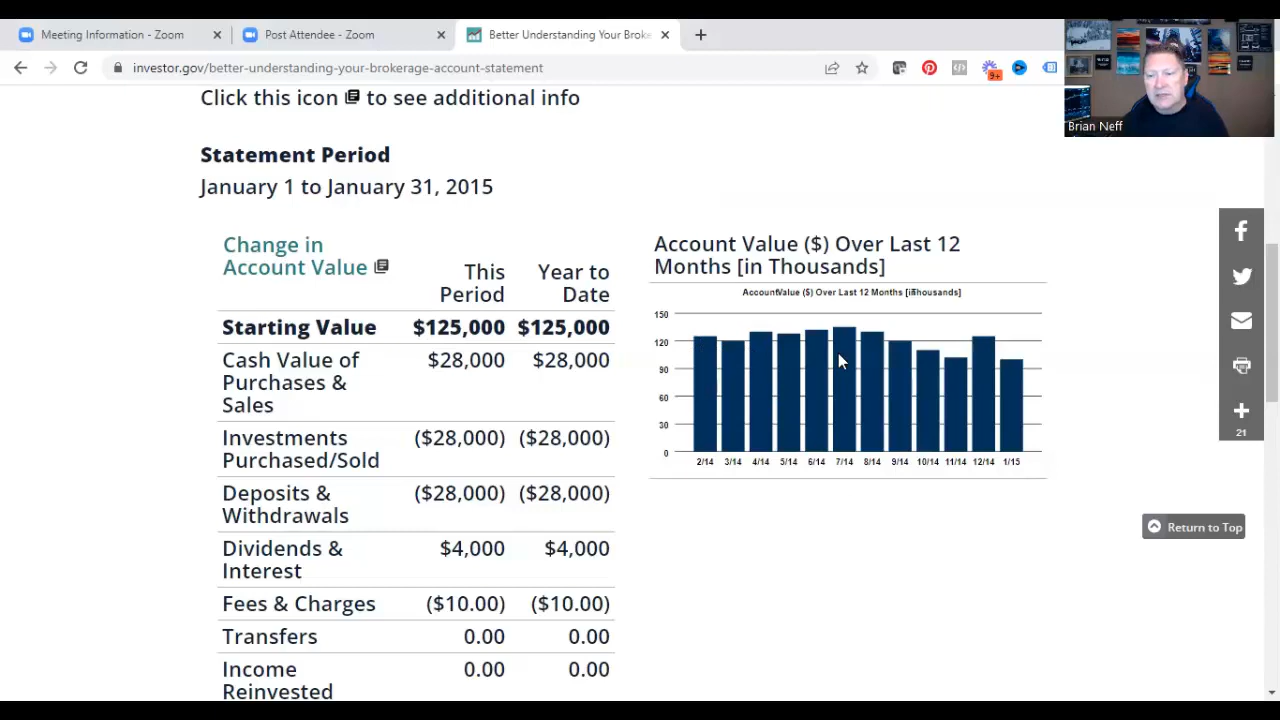 Meeting Information - Zoom
Post Attendee - Zoom
Better Understanding Your Broke
investor.gov/better-understanding-your-brokerage-account-statement
9+
Brian Neff
Click this icon to see additional info
Statement Period
January 1 to January 31, 2015
Change in
Account Value
This
Period
Year to
Date
Starting Value $125,000 $125,000
Cash Value of $28,000 $28,000
Purchases &
Sales
Investments ($28,000) ($28,000)
Purchased/Sold
Deposits & ($28,000) ($28,000)
Withdrawals
Dividends & $4,000 $4,000
Interest
Fees & Charges ($10.00) ($10.00)
Transfers 0.00 0.00
Income 0.00 0.00
Reinvested
Account Value ($) Over Last 12
Months [in Thousands]
AccountValue ($) Over Last 12 Months [inThousands]
150
120
90
60
30
0
2/14 3/14 4/14 5/14 6/14 7/14 8/14 9/14 10/14 11/14 12/14 1/15
21
Return to Top